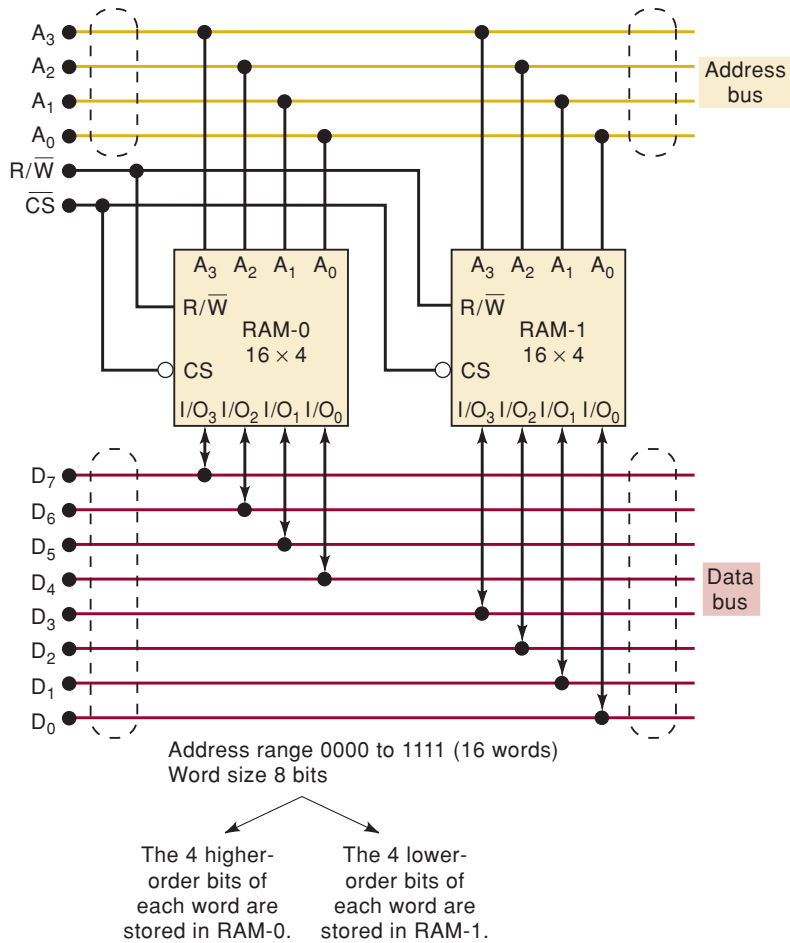 A₃
A₂
A₁
A₀
Address
bus
R/W̅
C̅S̅
A₃ A₂ A₁ A₀
A₃ A₂ A₁ A₀
R/W̅
RAM-0
16 × 4
CS
I/O₃ I/O₂ I/O₁ I/O₀
R/W̅
RAM-1
16 × 4
CS
I/O₃ I/O₂ I/O₁ I/O₀
D₇
D₆
D₅
D₄
D₃
D₂
D₁
D₀
Data
bus
Address range 0000 to 1111 (16 words)
Word size 8 bits
The 4 higher-
order bits of
each word are
stored in RAM-0.
The 4 lower-
order bits of
each word are
stored in RAM-1.